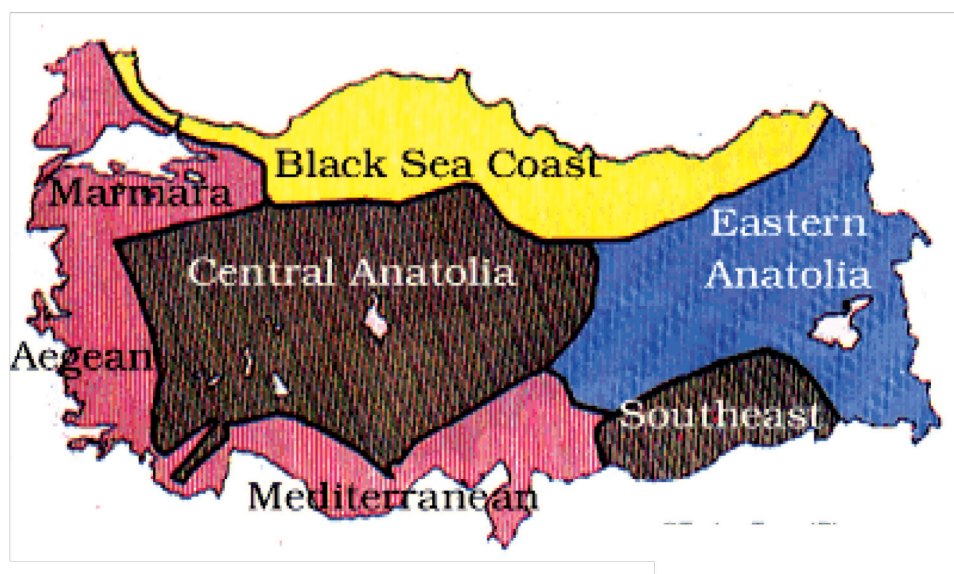 Black Sea Coast
Marmara
Eastern
Anatolia
Central Anatolia
Aegean
Southeast
Mediterranean